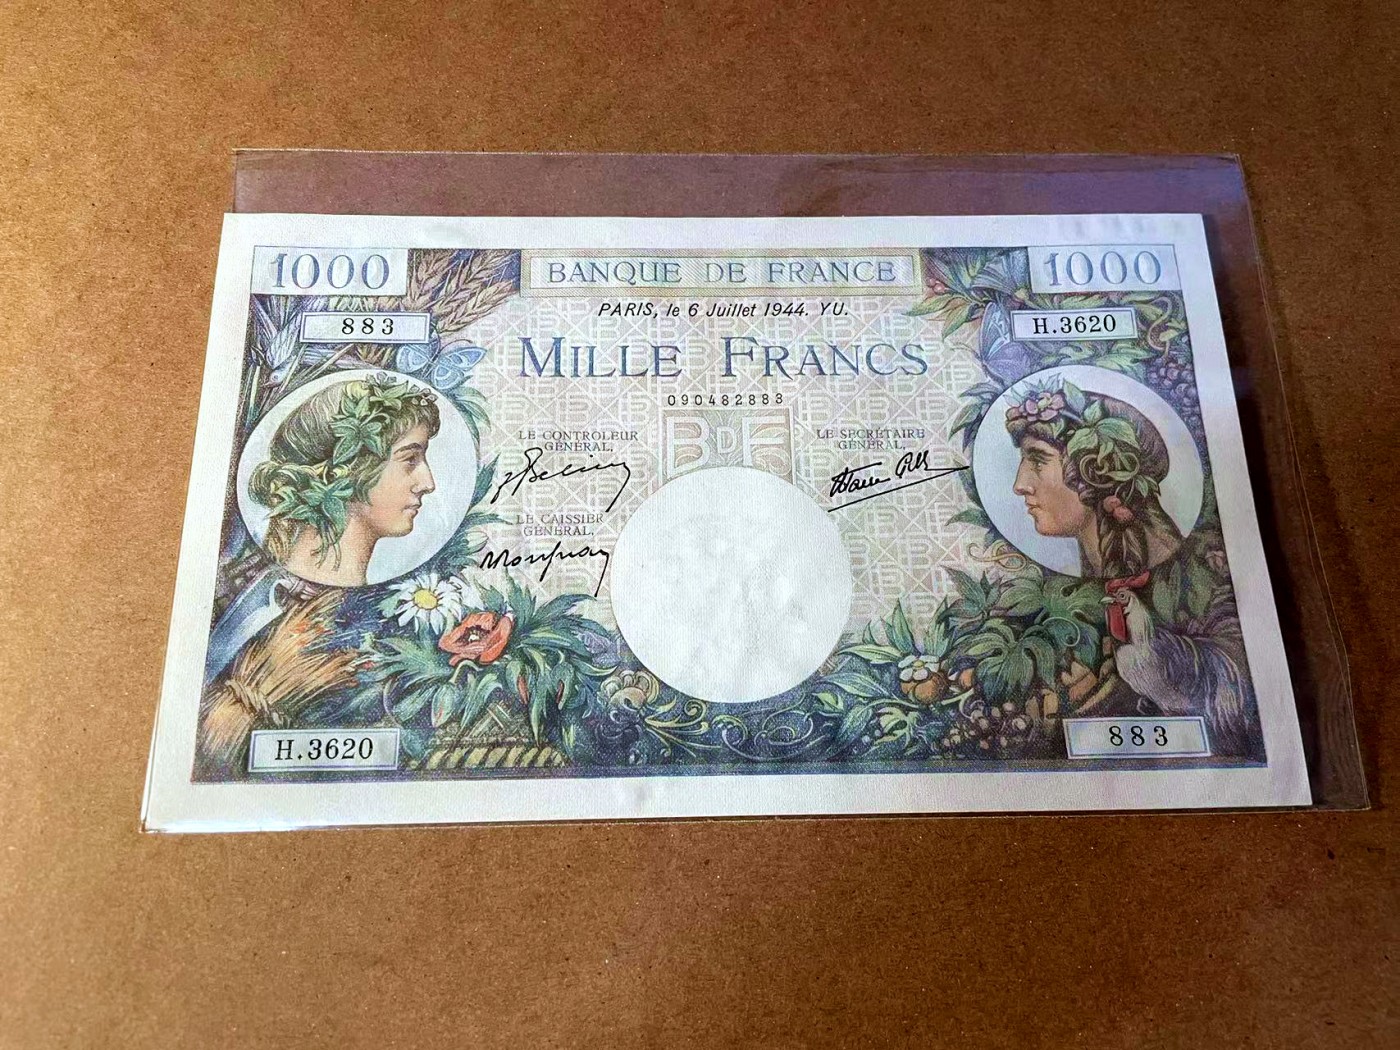 1000 BANQUE DE FRANCE 1000
PARIS, le 6 Juillet 1944. YU.
883 H.3620
MILLE FRANCS
090482883
BDF
LE CONTROLEUR
GÉNÉRAL,
LE SECRÉTAIRE
GÉNÉRAL,
LE CAISSIER
GÉNÉRAL,
H.3620 883